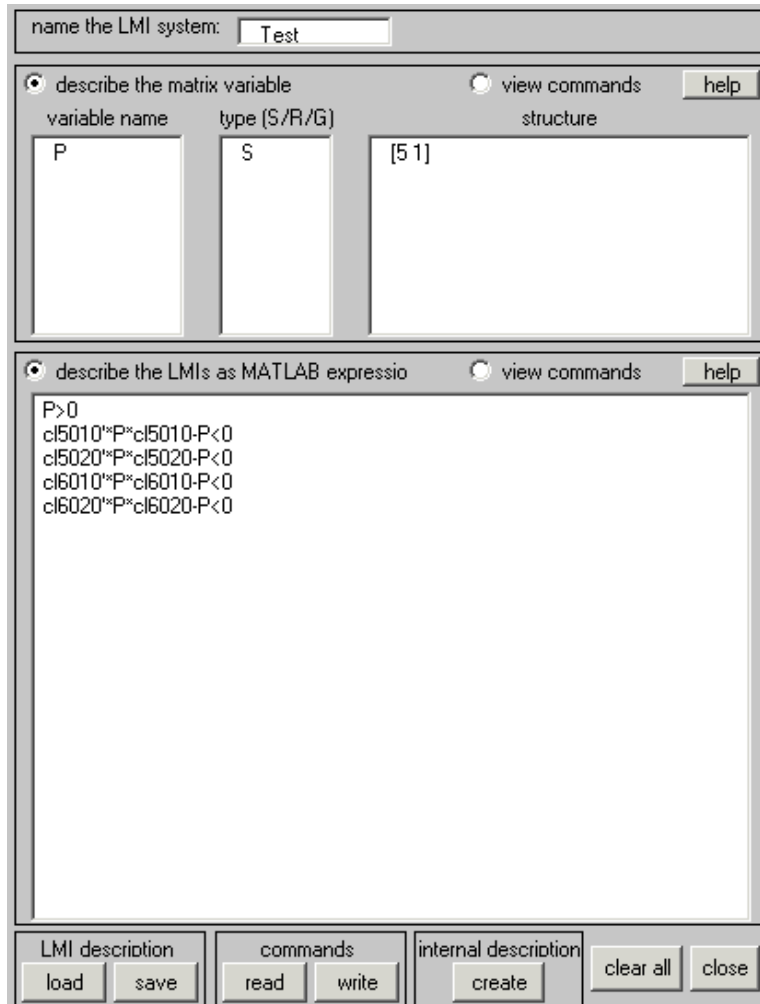 name the LMI system: Test
describe the matrix variable view commands help
variable name type (S/R/G) structure
P S [5 1]
describe the LMIs as MATLAB expressio view commands help
P>0
cl5010'*P*cl5010-P<0
cl5020'*P*cl5020-P<0
cl6010'*P*cl6010-P<0
cl6020'*P*cl6020-P<0
LMI description commands internal description
load save read write create clear all close